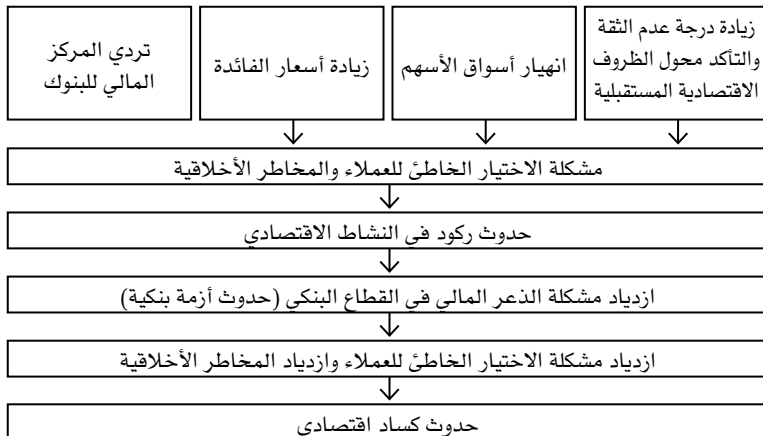 زيادة درجة عدم الثقة
والتأكد محول الظروف
الاقتصادية المستقبلية
انهيار أسواق الأسهم
زيادة أسعار الفائدة
تردي المركز
المالي للبنوك
مشكلة الاختيار الخاطئ للعملاء والمخاطر الأخلاقية
حدوث ركود في النشاط الاقتصادي
ازدياد مشكلة الذعر المالي في القطاع البنكي (حدوث أزمة بنكية)
ازدياد مشكلة الاختيار الخاطئ للعملاء وازدياد المخاطر الأخلاقية
حدوث كساد اقتصادي